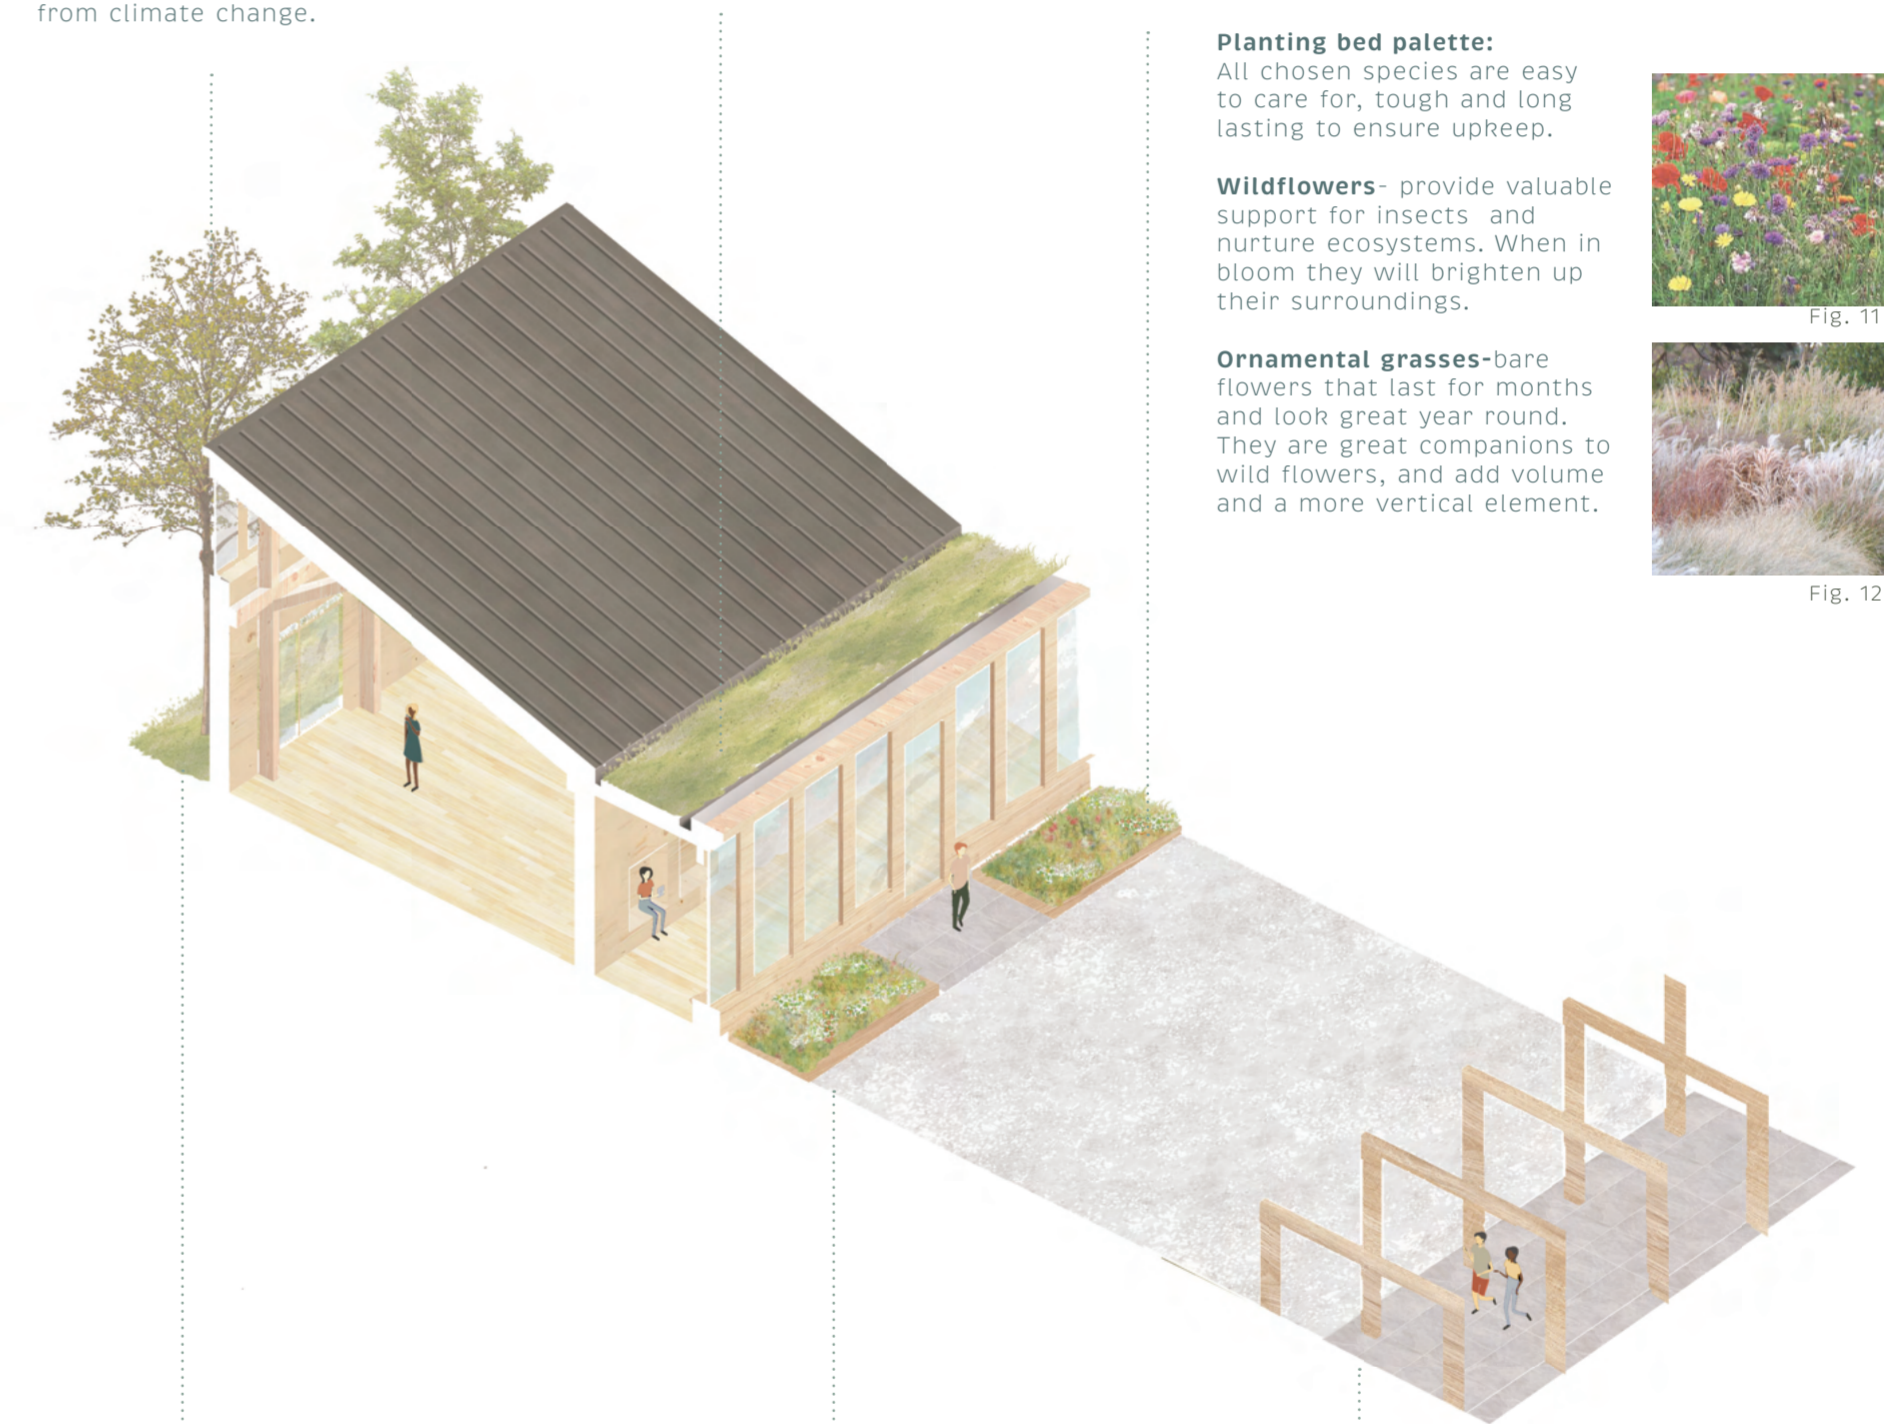 from climate change.
Planting bed palette:
All chosen species are easy
to care for, tough and long
lasting to ensure upkeep.
Wildflowers- provide valuable
support for insects and
nurture ecosystems. When in
bloom they will brighten up
their surroundings.
Ornamental grasses-bare
flowers that last for months
and look great year round.
They are great companions to
wild flowers, and add volume
and a more vertical element.
Fig. 11
Fig. 12